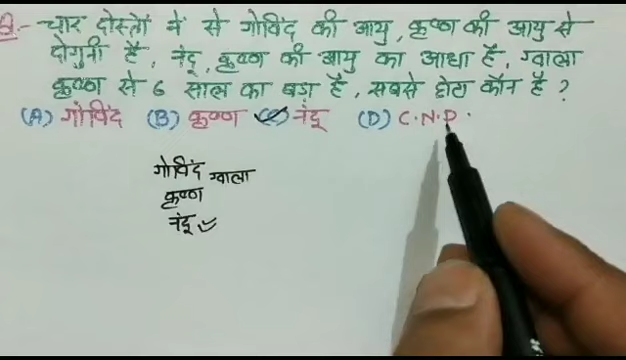 प्र:- चार दोस्तों में से गोविंद की आयु, कृष्ण की आयु से
दोगुनी है, नंदू, कृष्ण की आयु का आधा है, ग्वाला
कृष्ण से 6 साल का बडा है, सबसे छोटा कौन है ?
(A) गोविंद (B) कृष्ण (C) नंदू (D) C.N.D.
गोविंद ग्वाला
कृष्ण
नंदू